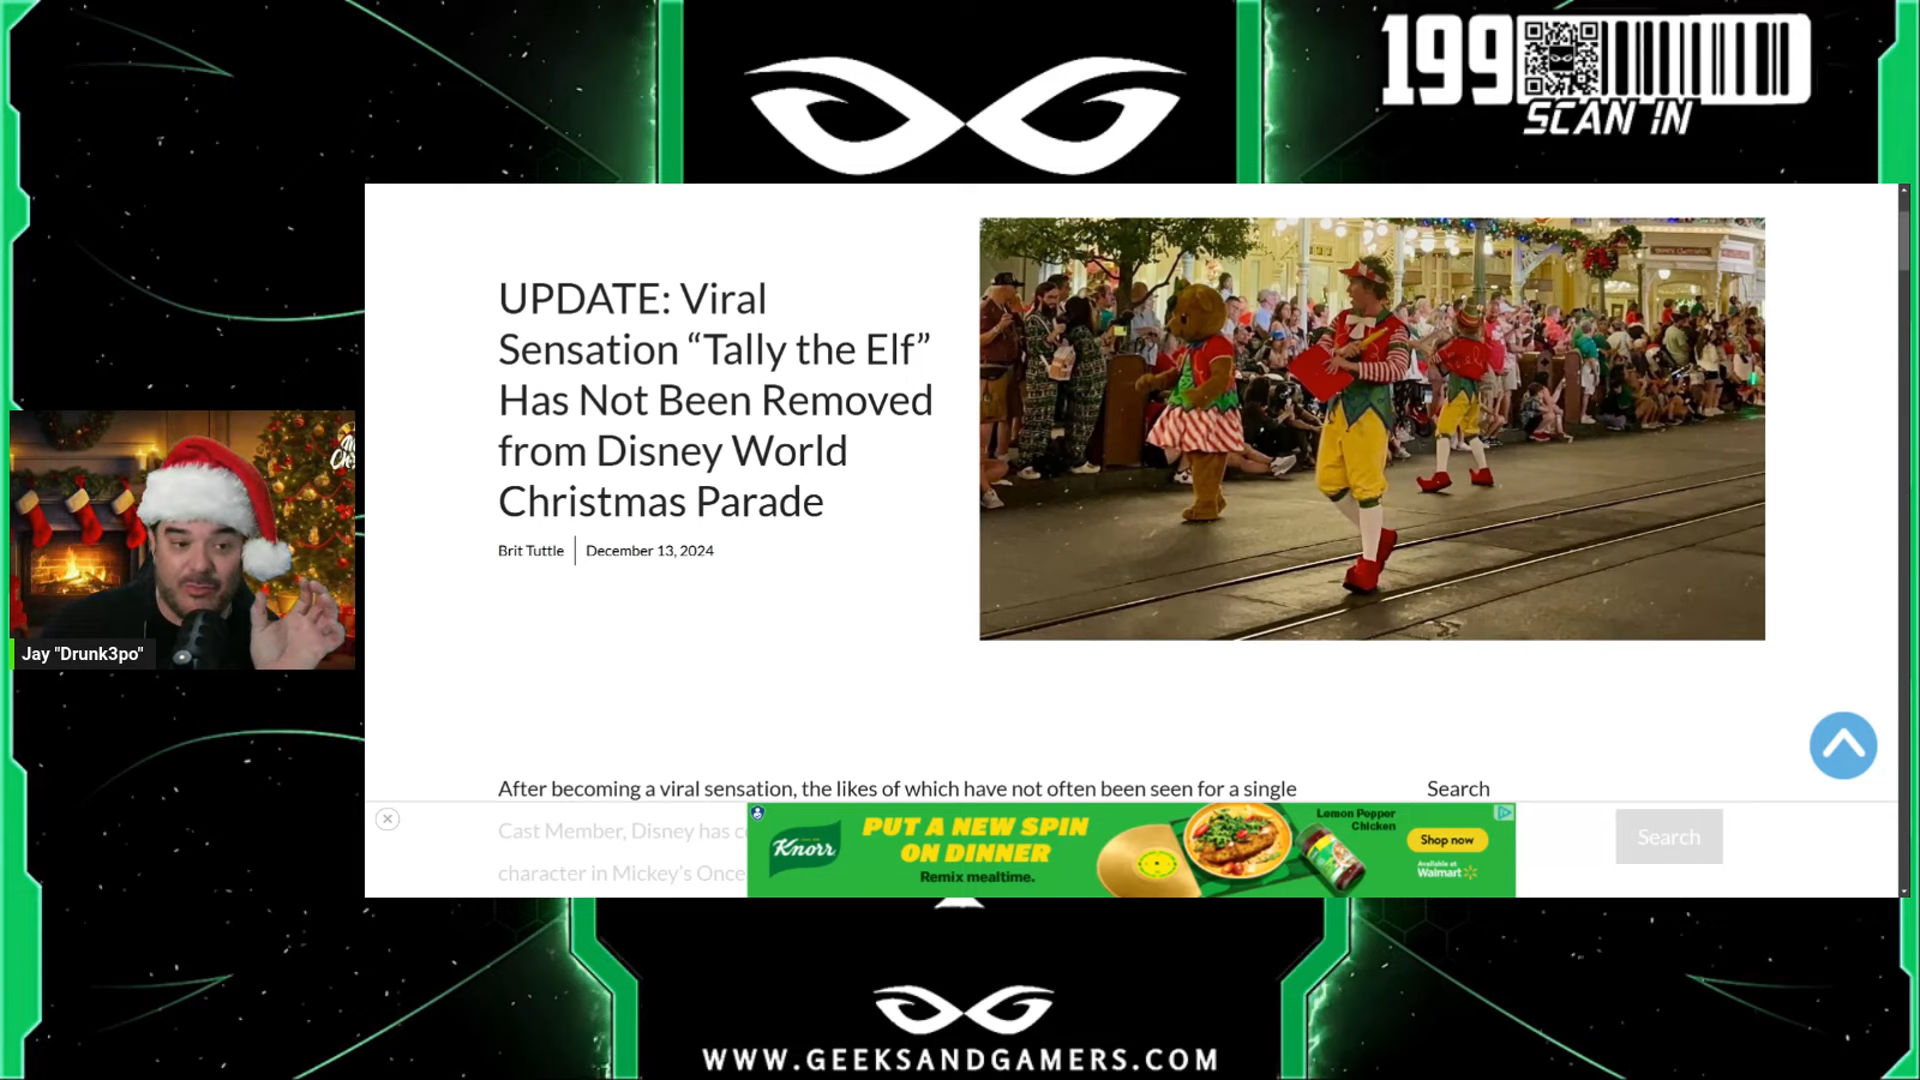 199
SCAN IN
UPDATE: Viral
Sensation “Tally the Elf”
Has Not Been Removed
from Disney World
Christmas Parade
Brit Tuttle
December 13, 2024
Jay "Drunk3po"
After becoming a viral sensation, the likes of which have not often been seen for a single
Cast Member, Disney has
character in Mickey’s Once
Search
Search
Knorr
PUT A NEW SPIN
ON DINNER
Remix mealtime.
Lemon Pepper
Chicken
Shop now
Available at
Walmart
WWW.GEEKSANDGAMERS.COM